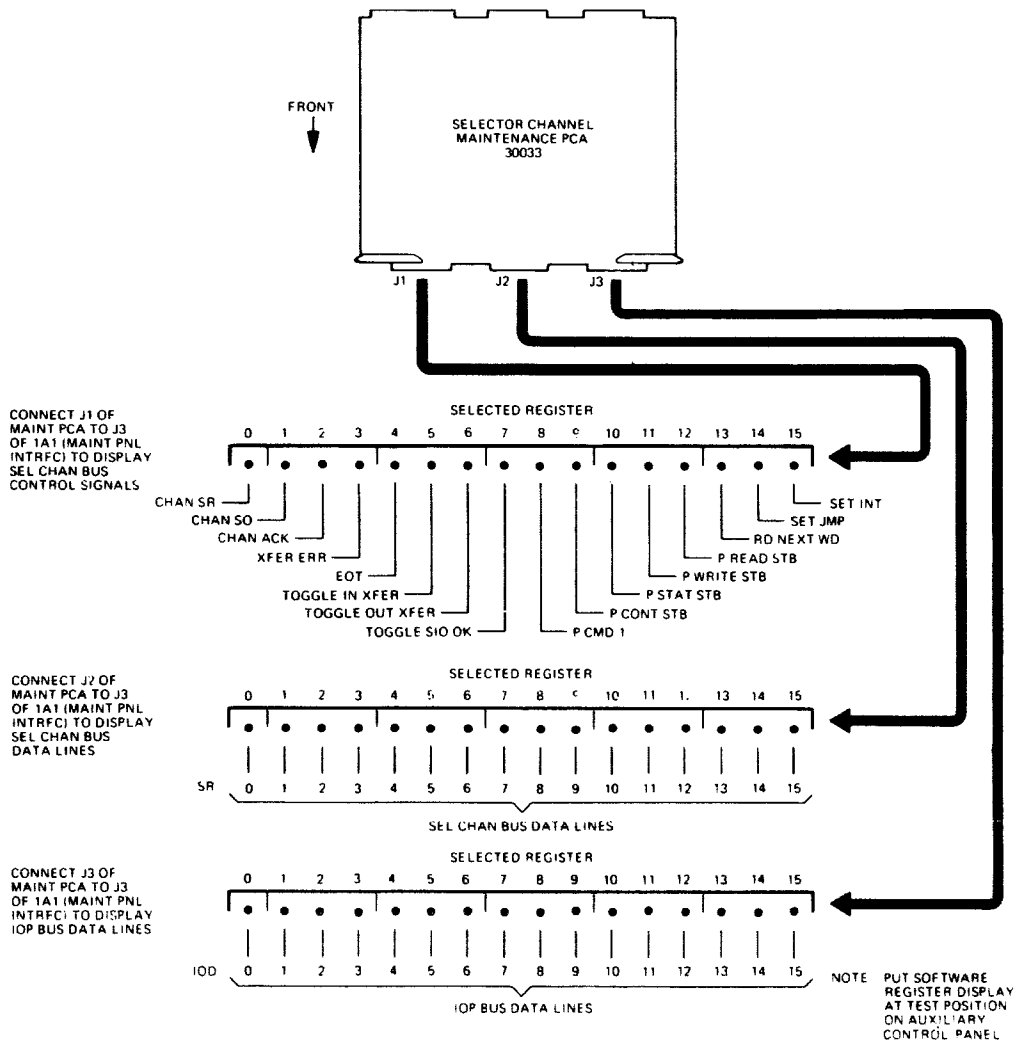 FRONT
SELECTOR CHANNEL
MAINTENANCE PCA
30033
J1 J2 J3
CONNECT J1 OF
MAINT PCA TO J3
OF 1A1 (MAINT PNL
INTRFC) TO DISPLAY
SEL CHAN BUS
CONTROL SIGNALS
SELECTED REGISTER
0 1 2 3 4 5 6 7 8 9 10 11 12 13 14 15
CHAN SR
CHAN SO
CHAN ACK
XFER ERR
EOT
TOGGLE IN XFER
TOGGLE OUT XFER
TOGGLE SIO OK
SET INT
SET JMP
RD NEXT WD
P READ STB
P WRITE STB
P STAT STB
P CONT STB
P CMD 1
CONNECT J2 OF
MAINT PCA TO J3
OF 1A1 (MAINT PNL
INTRFC) TO DISPLAY
SEL CHAN BUS
DATA LINES
SELECTED REGISTER
0 1 2 3 4 5 6 7 8 10 11 13 14 15
SR 0 1 2 3 4 5 6 7 8 9 10 11 12 13 14 15
SEL CHAN BUS DATA LINES
CONNECT J3 OF
MAINT PCA TO J3
OF 1A1 (MAINT PNL
INTRFC) TO DISPLAY
IOP BUS DATA LINES
SELECTED REGISTER
0 1 2 3 4 5 6 7 8 9 10 11 12 13 14 15
IOD 0 1 2 3 4 5 6 7 8 9 10 11 12 13 14 15
IOP BUS DATA LINES
NOTE PUT SOFTWARE
REGISTER DISPLAY
AT TEST POSITION
ON AUXILIARY
CONTROL PANEL